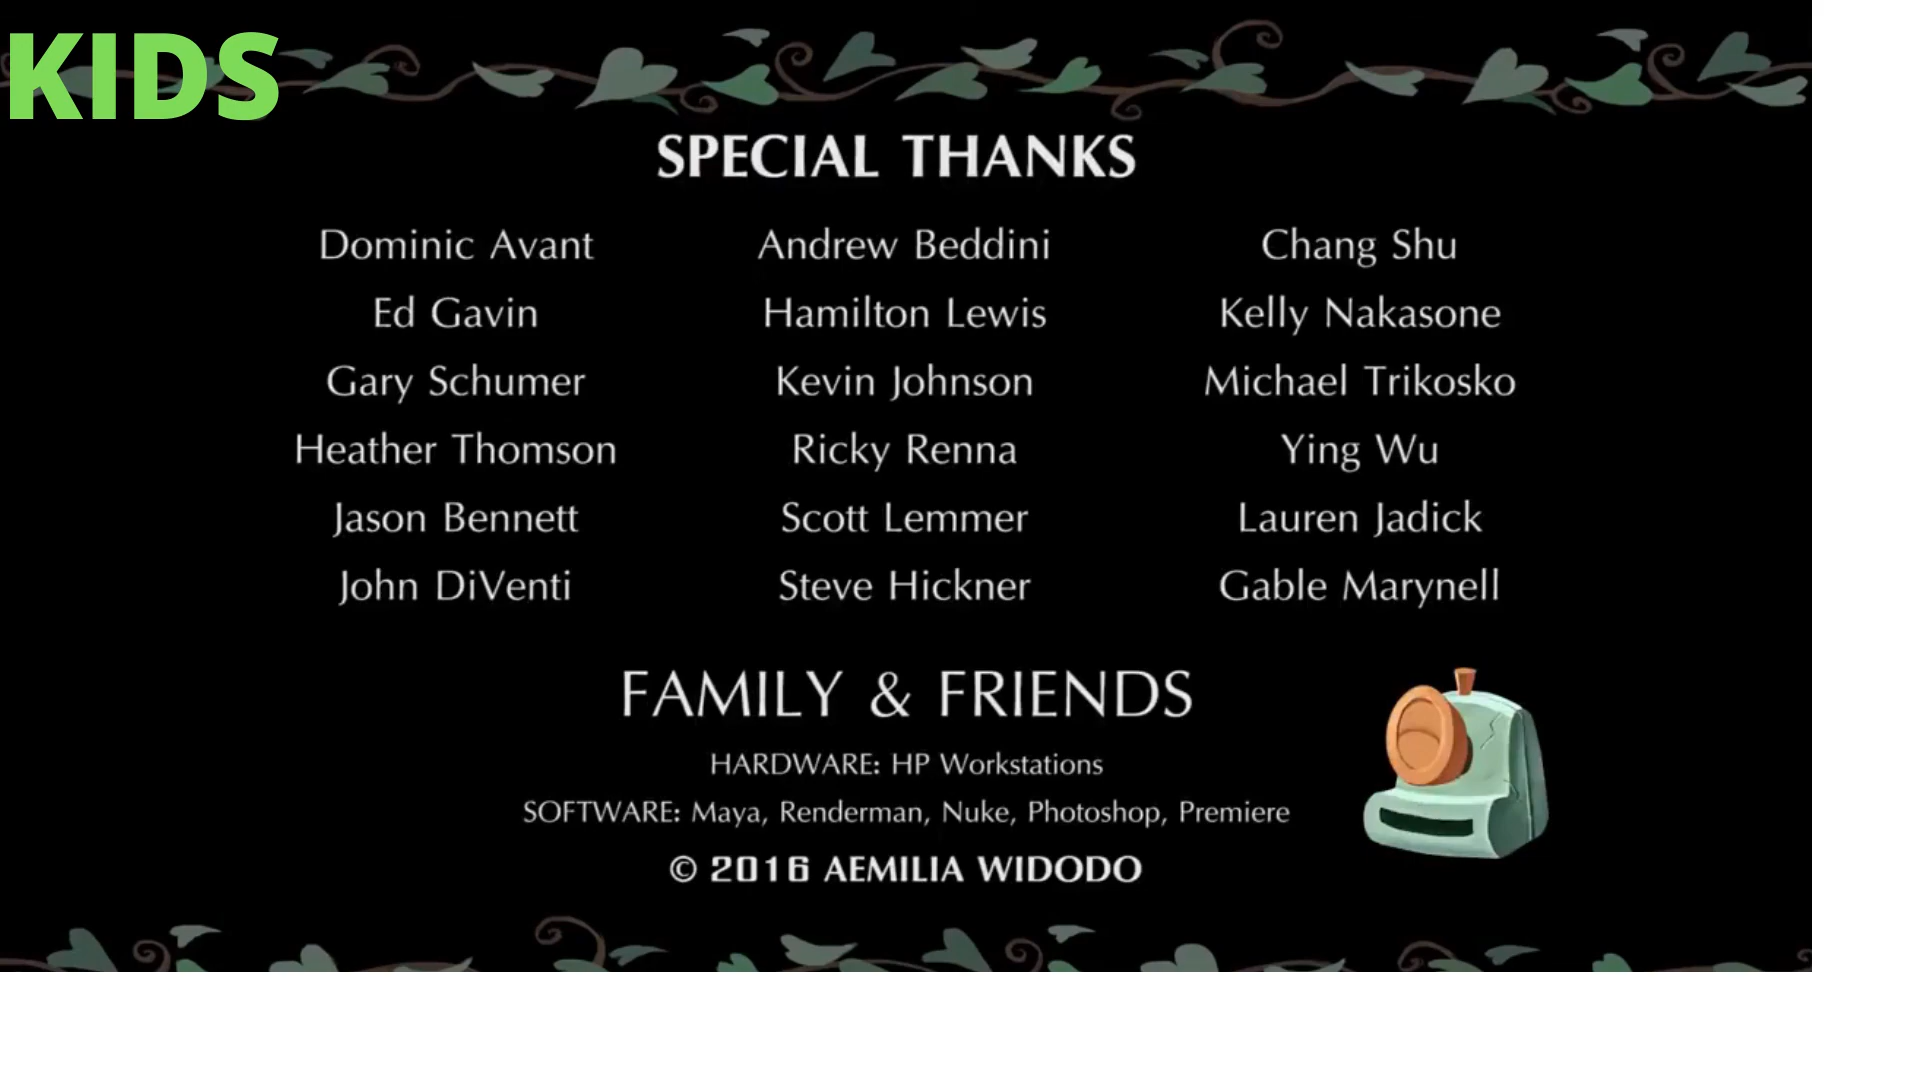 KIDS
SPECIAL THANKS
Dominic Avant Andrew Beddini Chang Shu
Ed Gavin Hamilton Lewis Kelly Nakasone
Gary Schumer Kevin Johnson Michael Trikosko
Heather Thomson Ricky Renna Ying Wu
Jason Bennett Scott Lemmer Lauren Jadick
John DiVenti Steve Hickner Gable Marynell
FAMILY & FRIENDS
HARDWARE: HP Workstations
SOFTWARE: Maya, Renderman, Nuke, Photoshop, Premiere
© 2016 AEMILIA WIDODO